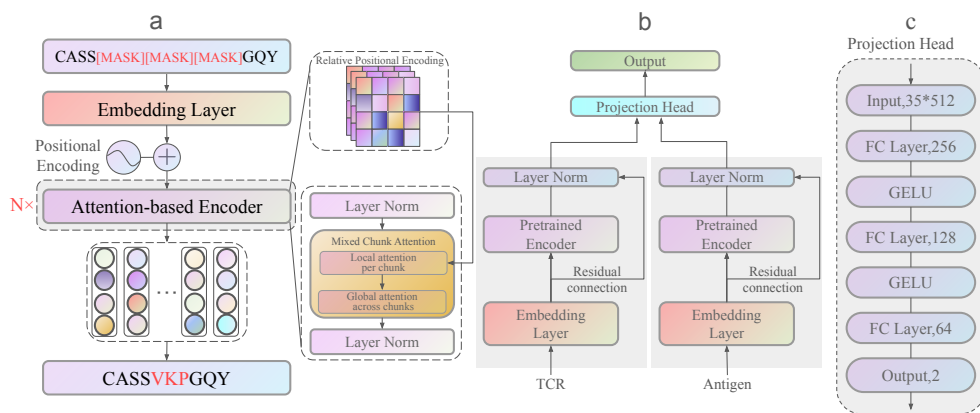 a
CASS[MASK][MASK][MASK]GQY
Embedding Layer
Positional
Encoding
N×
Attention-based Encoder
CASSVKPGQY
Relative Positional Encoding
Layer Norm
Mixed Chunk Attention
Local attention
per chunk
Global attention
across chunks
Layer Norm
b
Output
Projection Head
Layer Norm
Pretrained
Encoder
Residual
connection
Embedding
Layer
TCR
Layer Norm
Pretrained
Encoder
Residual
connection
Embedding
Layer
Antigen
c
Projection Head
Input,35*512
FC Layer,256
GELU
FC Layer,128
GELU
FC Layer,64
Output,2